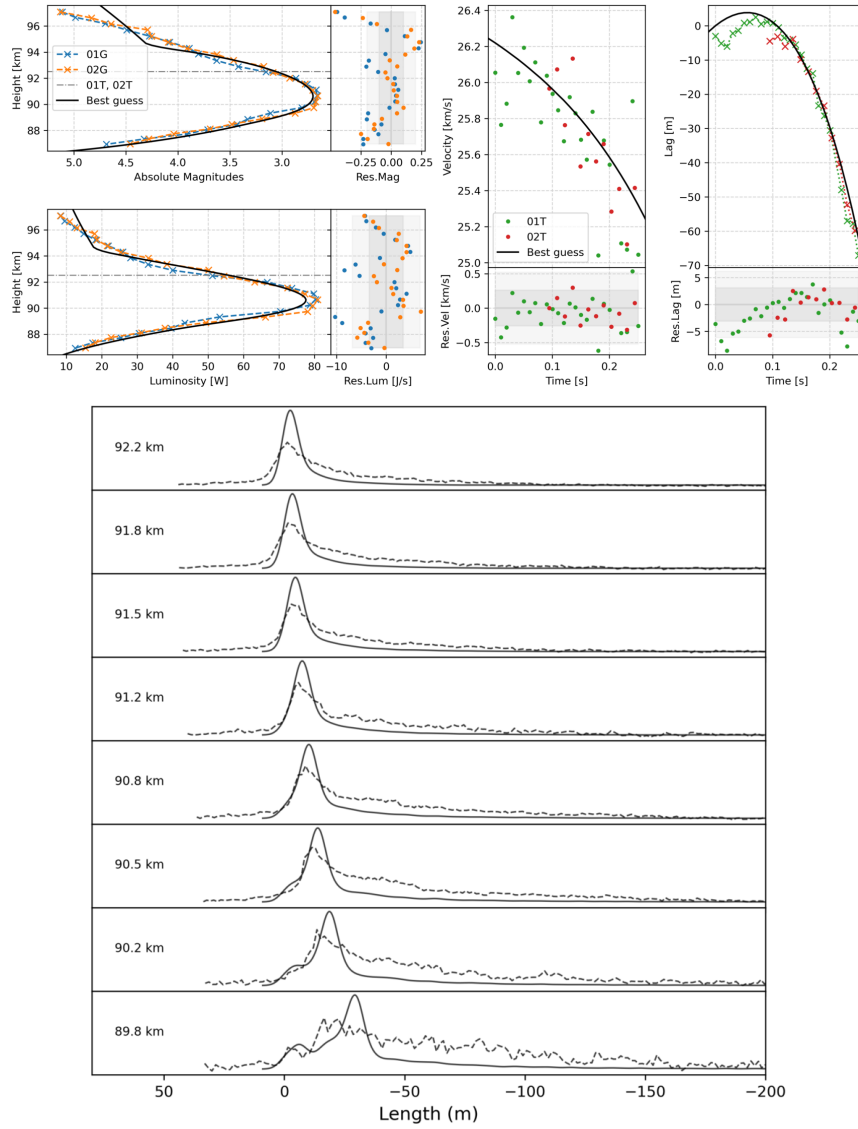 Height [km]
96
94
92
90
88
01G
02G
01T, 02T
Best guess
5.0
4.5
4.0
3.5
3.0
Absolute Magnitudes
−0.25
0.00
0.25
Res.Mag
Height [km]
96
94
92
90
88
10
20
30
40
50
60
70
80
Luminosity [W]
−10
0
Res.Lum [J/s]
Velocity [km/s]
26.4
26.2
26.0
25.8
25.6
25.4
25.2
25.0
01T
02T
Best guess
Res.Vel [km/s]
0.5
0.0
−0.5
0.0
0.1
0.2
Time [s]
Lag [m]
0
−10
−20
−30
−40
−50
−60
−70
Res.Lag [m]
5
0
−5
0.0
0.1
0.2
Time [s]
92.2 km
91.8 km
91.5 km
91.2 km
90.8 km
90.5 km
90.2 km
89.8 km
50
0
−50
−100
−150
−200
Length (m)